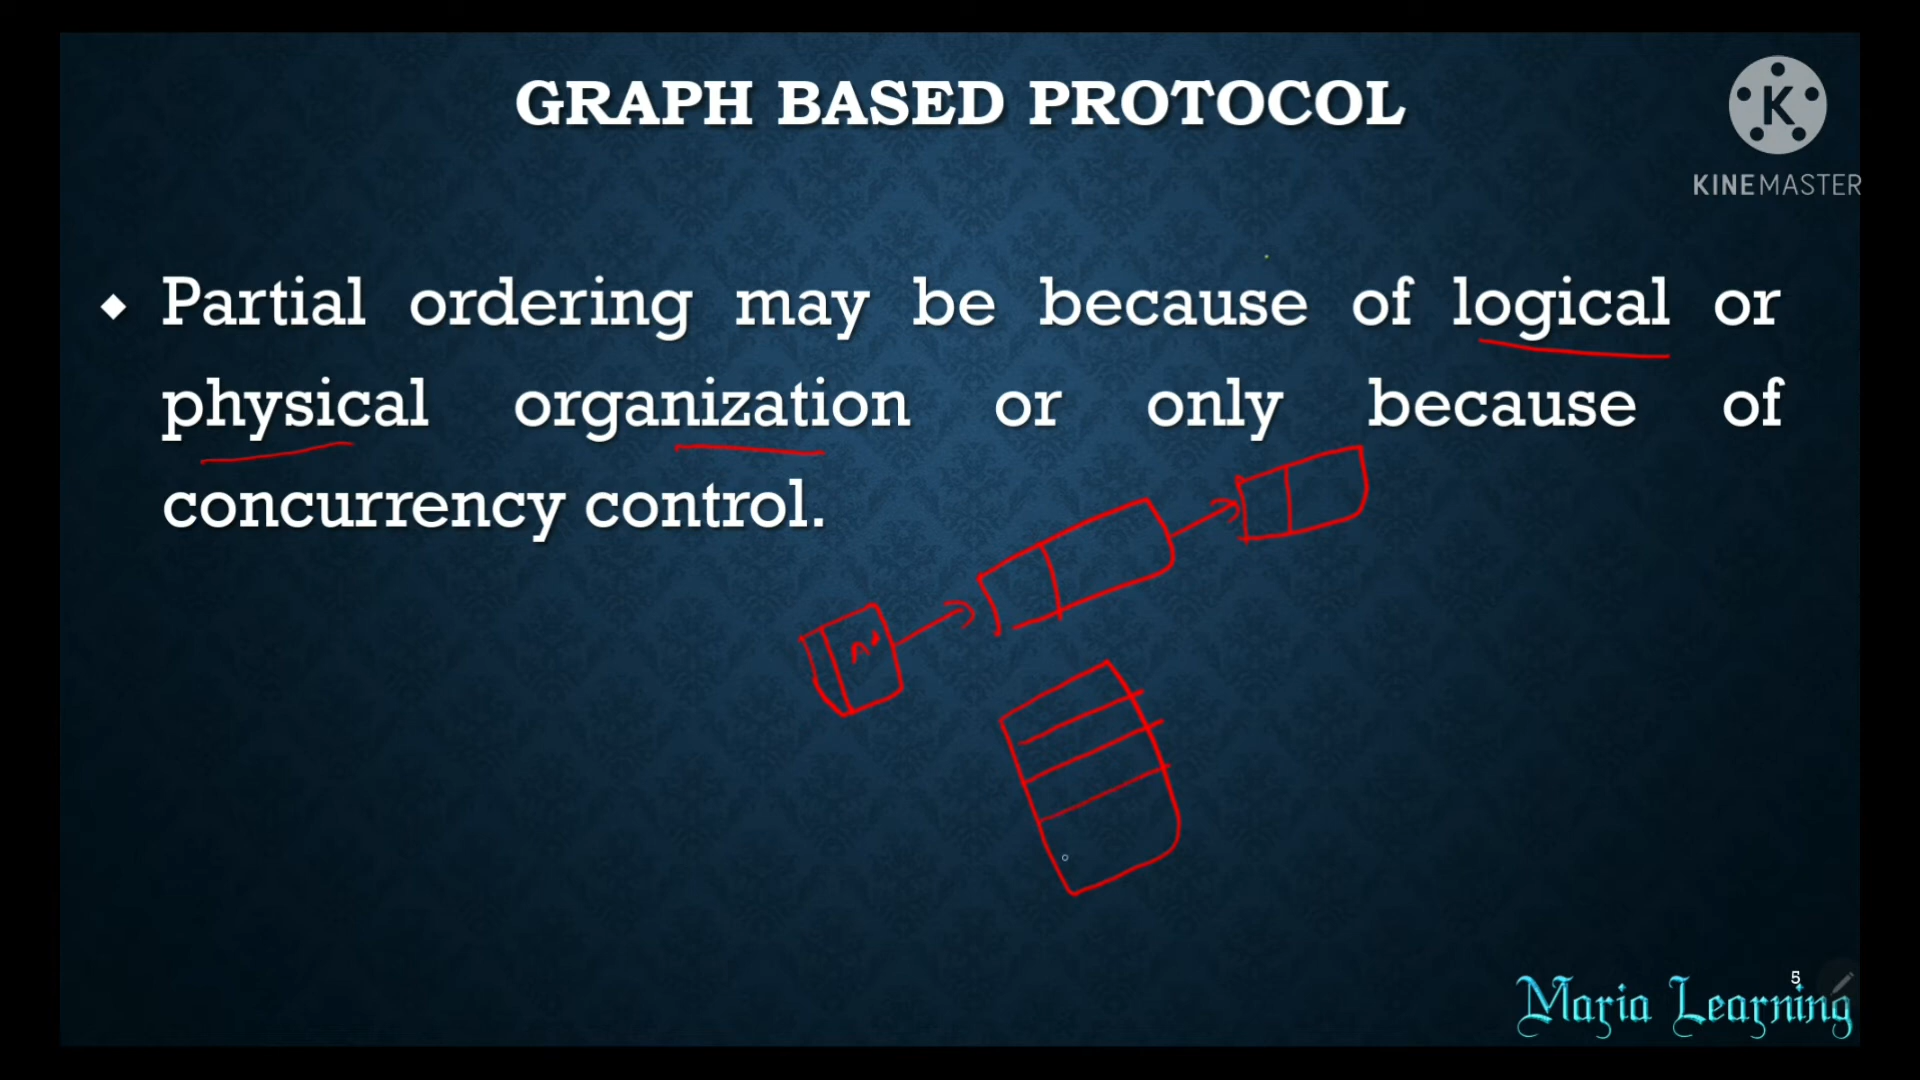 GRAPH BASED PROTOCOL
K
KINEMASTER
Partial ordering may be because of logical or
physical organization or only because of
concurrency control.
5
Maria Learning